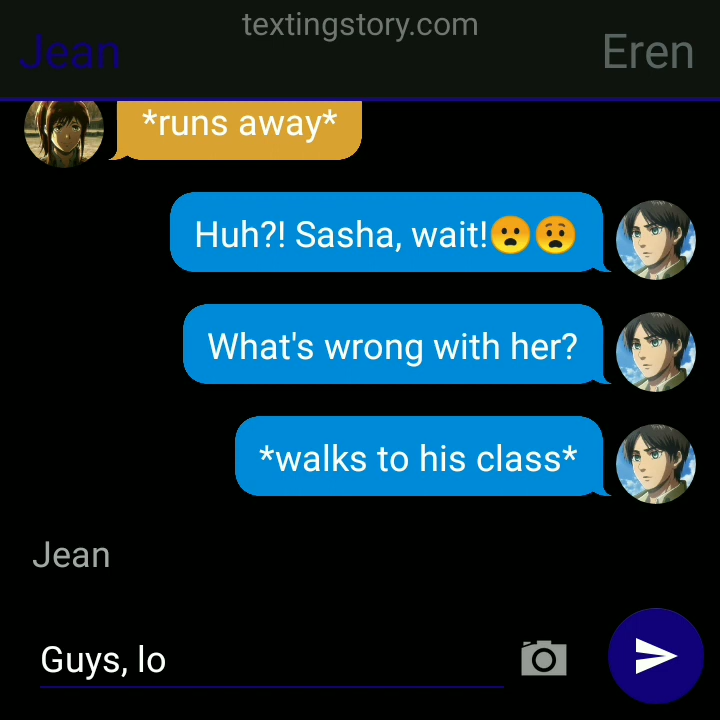 textingstory.com
Jean
Eren
*runs away*
Huh?! Sasha, wait!😮😧
What's wrong with her?
*walks to his class*
Jean
Guys, lo